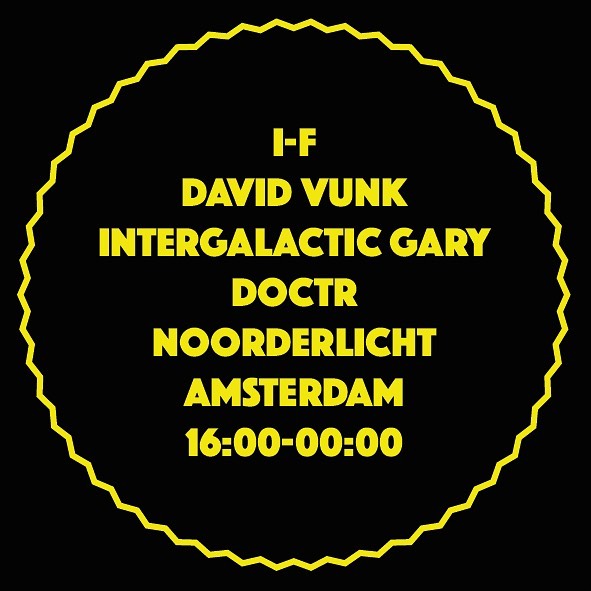 I-F
DAVID VUNK
INTERGALACTIC GARY
DOCTR
NOORDERLICHT
AMSTERDAM
16:00-00:00